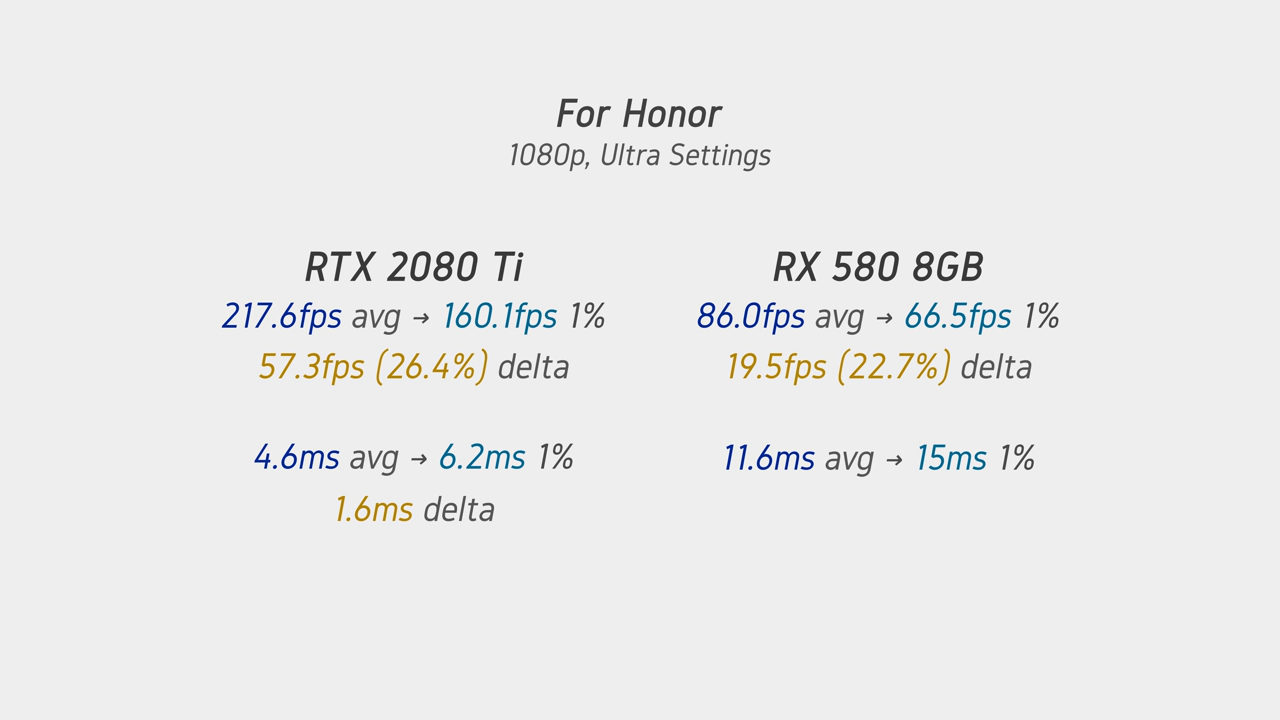 For Honor
1080p, Ultra Settings
RTX 2080 Ti
217.6fps avg → 160.1fps 1%
57.3fps (26.4%) delta
4.6ms avg → 6.2ms 1%
1.6ms delta
RX 580 8GB
86.0fps avg → 66.5fps 1%
19.5fps (22.7%) delta
11.6ms avg → 15ms 1%